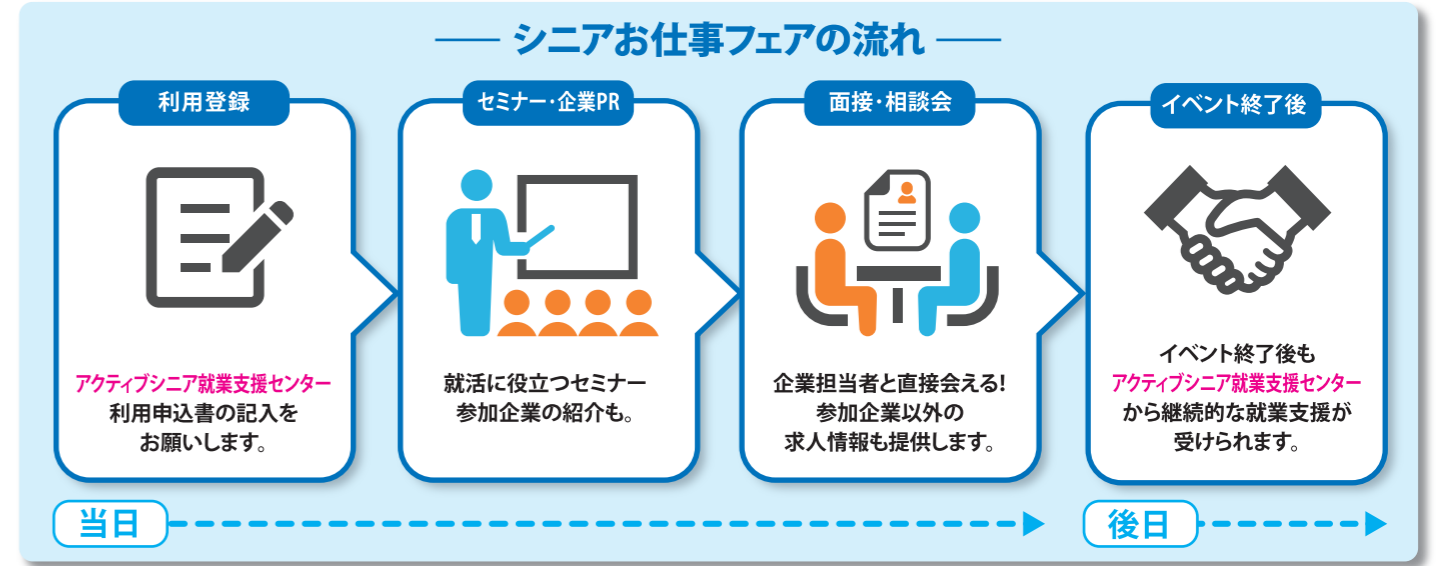 シニアお仕事フェアの流れ
利用登録
アクティブシニア就業支援センター
利用申込書の記入を
お願いします。
セミナー・企業PR
就活に役立つセミナー
参加企業の紹介も。
面接・相談会
企業担当者と直接会える!
参加企業以外の
求人情報も提供します。
イベント終了後
イベント終了後も
アクティブシニア就業支援センター
から継続的な就業支援が
受けられます。
当日
後日